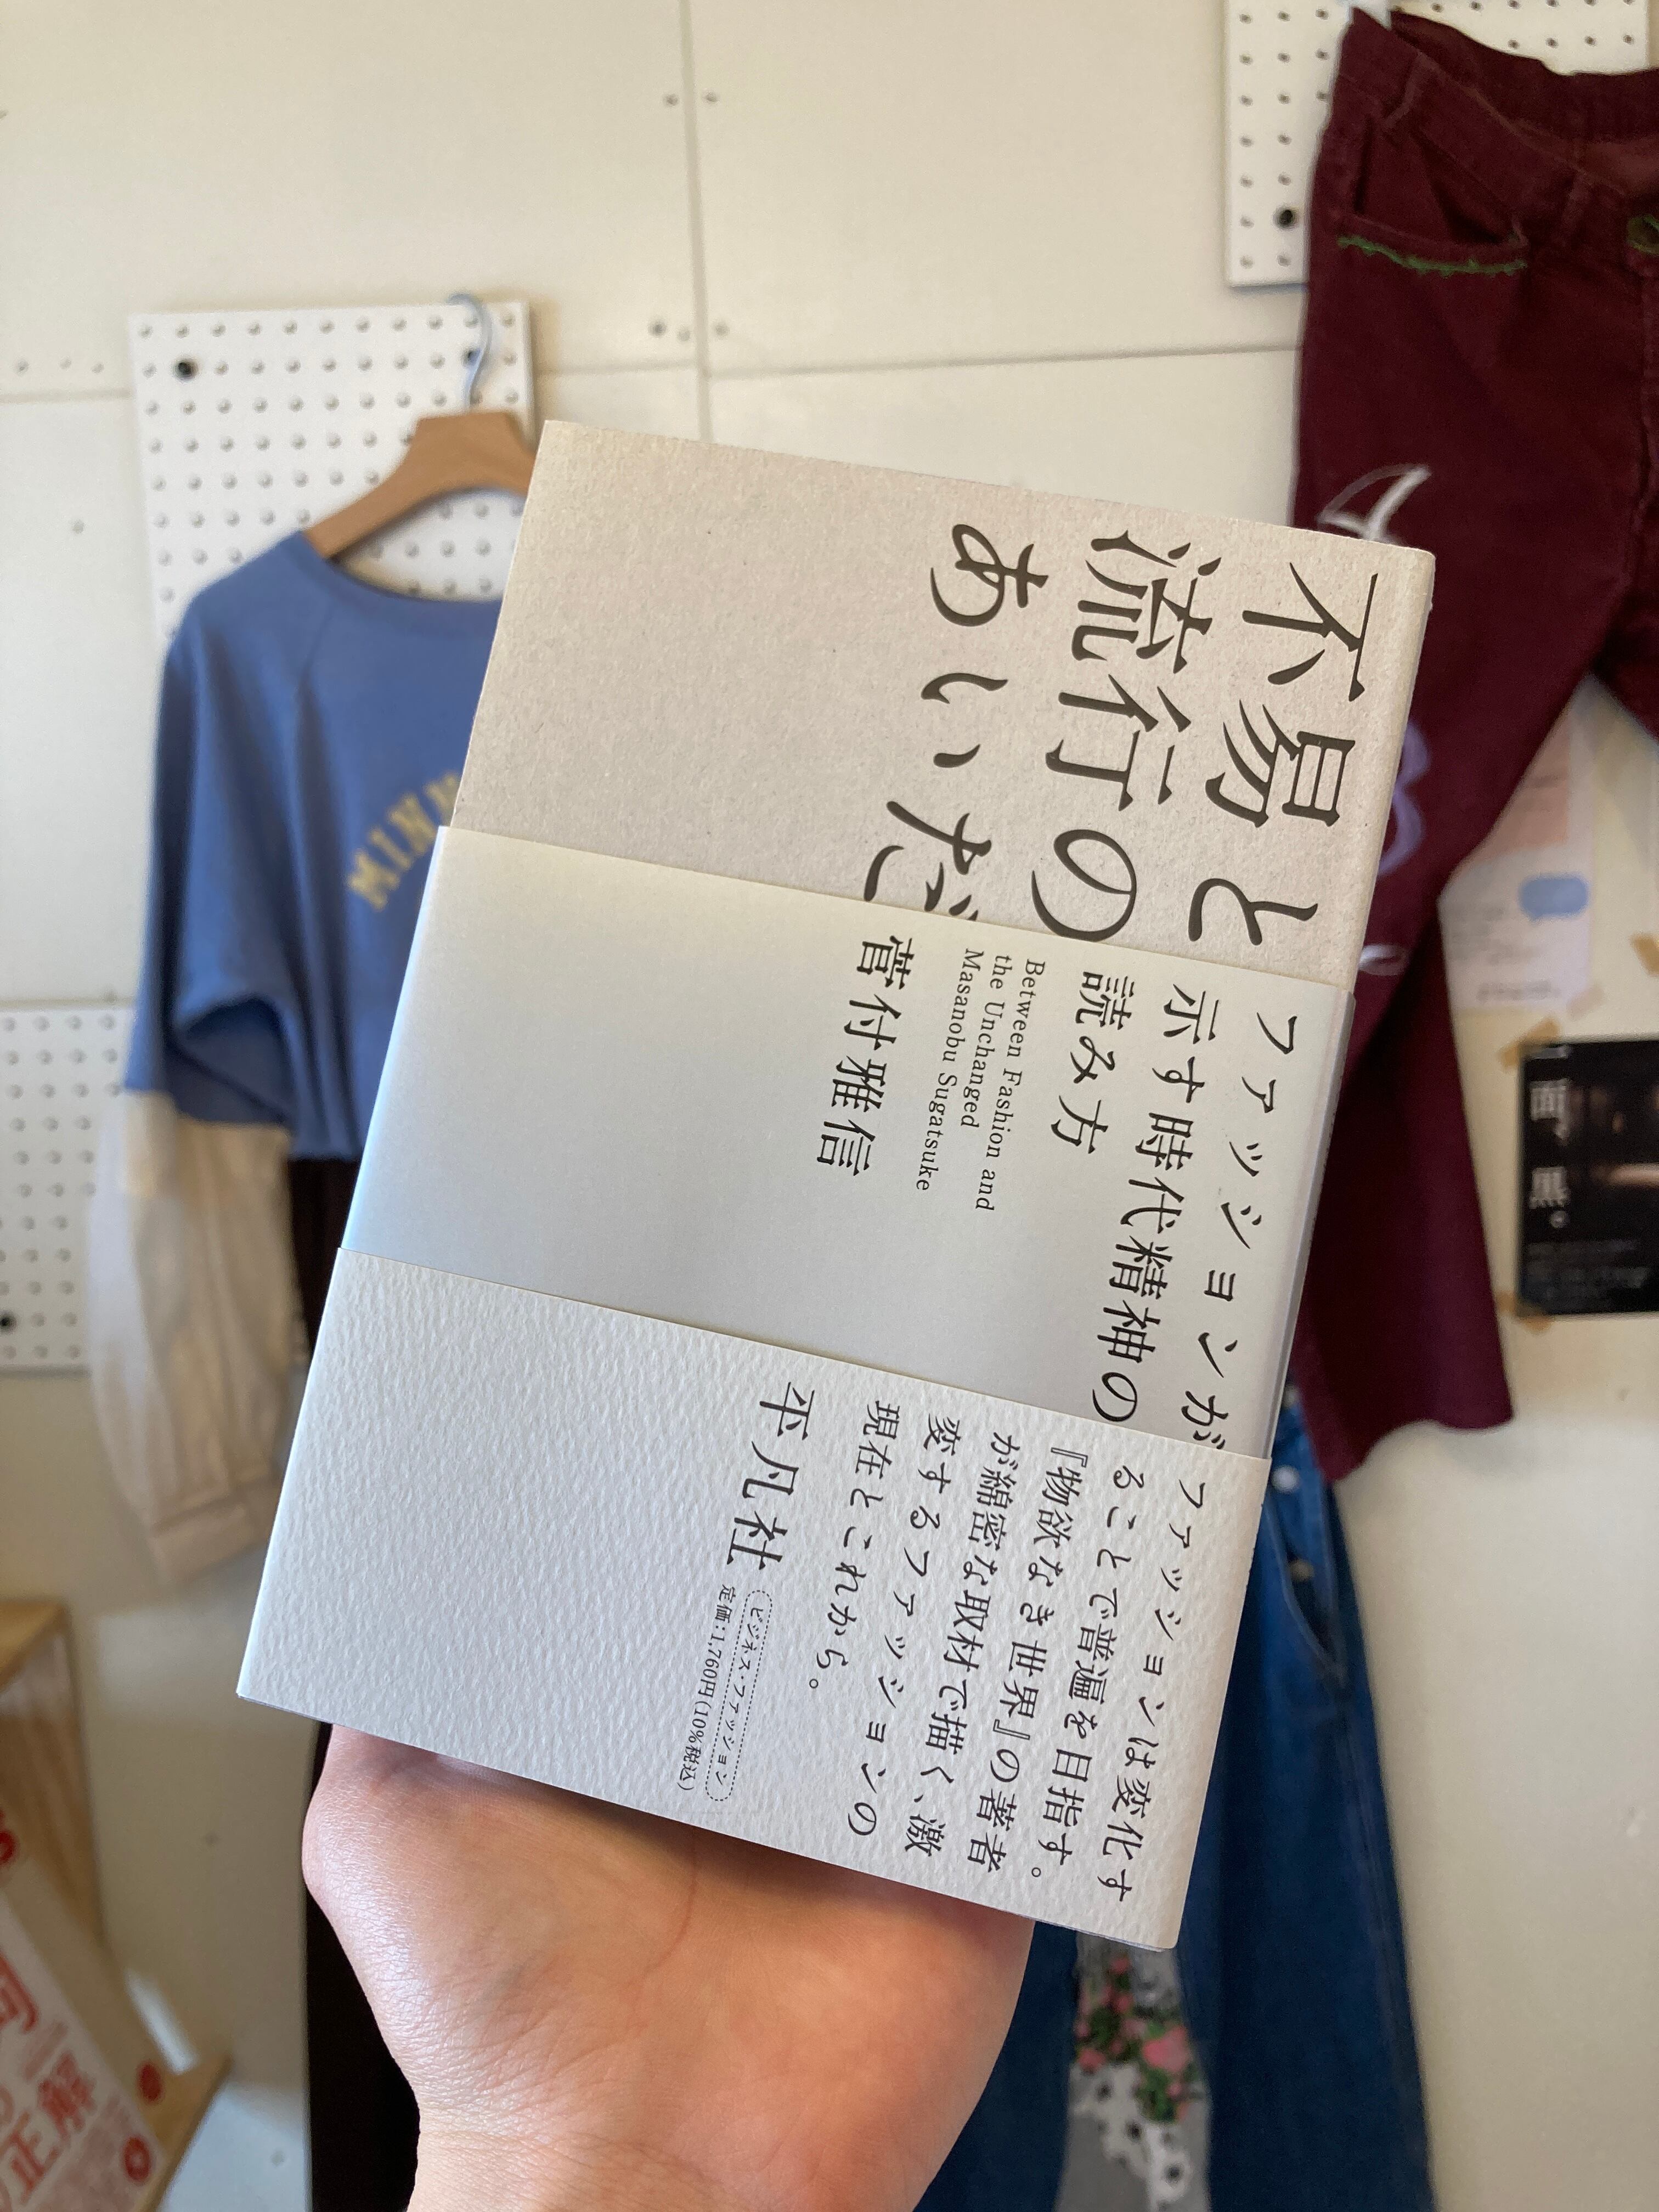 不易と
流行の
あいだ
ファッションが
示す時代精神の
読み方
Between Fashion and
the Unchanged
Masanobu Sugatsuke
菅付雅信
ファッションは変化す
ることで普遍を目指す。
『物欲なき世界』の著者
が綿密な取材で描く、激
変するファッションの
現在とこれから。
平凡社
ビジネス・ファッション
定価:1,760円(10%税込)
MINN
面、
黒。
正解